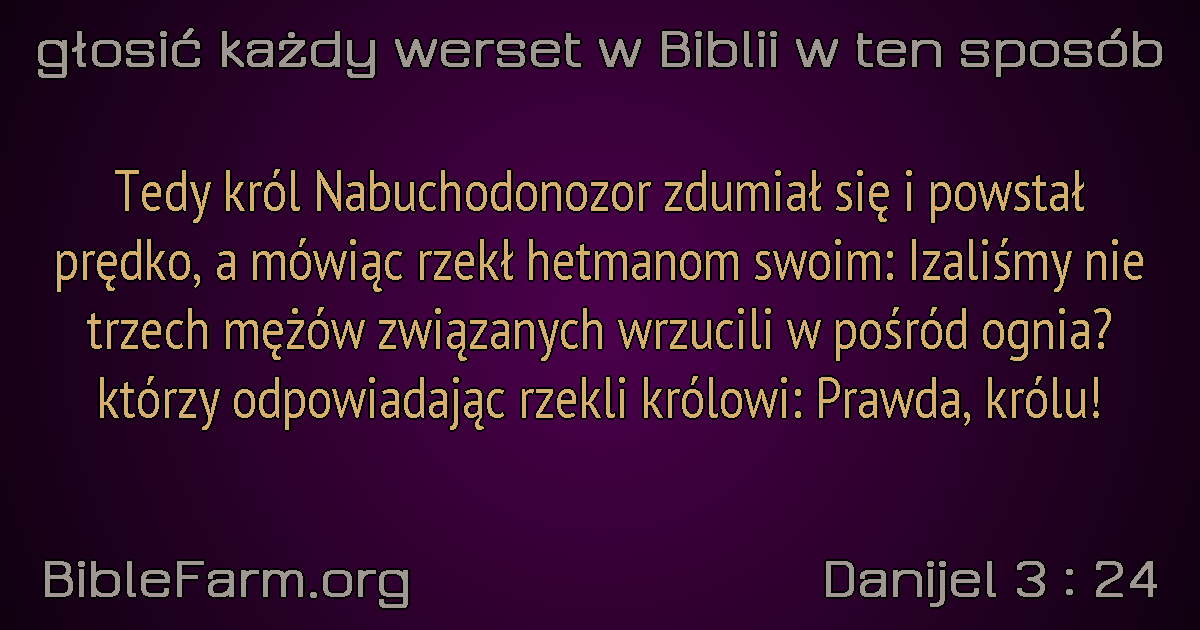 głosić każdy werset w Biblii w ten sposób
Tedy król Nabuchodonozor zdumiał się i powstał
prędko, a mówiąc rzekł hetmanom swoim: Izaliśmy nie
trzech mężów związanych wrzucili w pośród ognia?
którzy odpowiadając rzekli królowi: Prawda, królu!
BibleFarm.org
Danijel 3 : 24